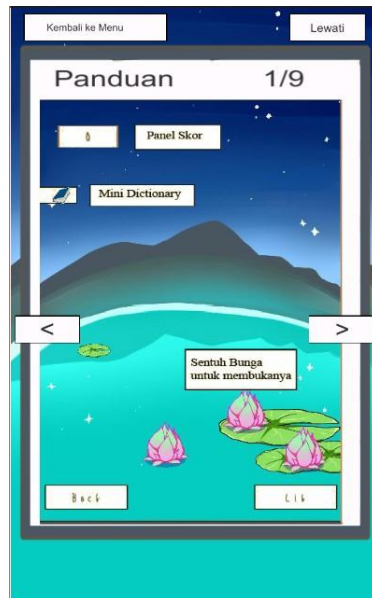 Kembali ke Menu
Lewati
Panduan 1/9
0 Panel Skor
Mini Dictionary
< >
Sentuh Bunga
untuk membukanya
Back